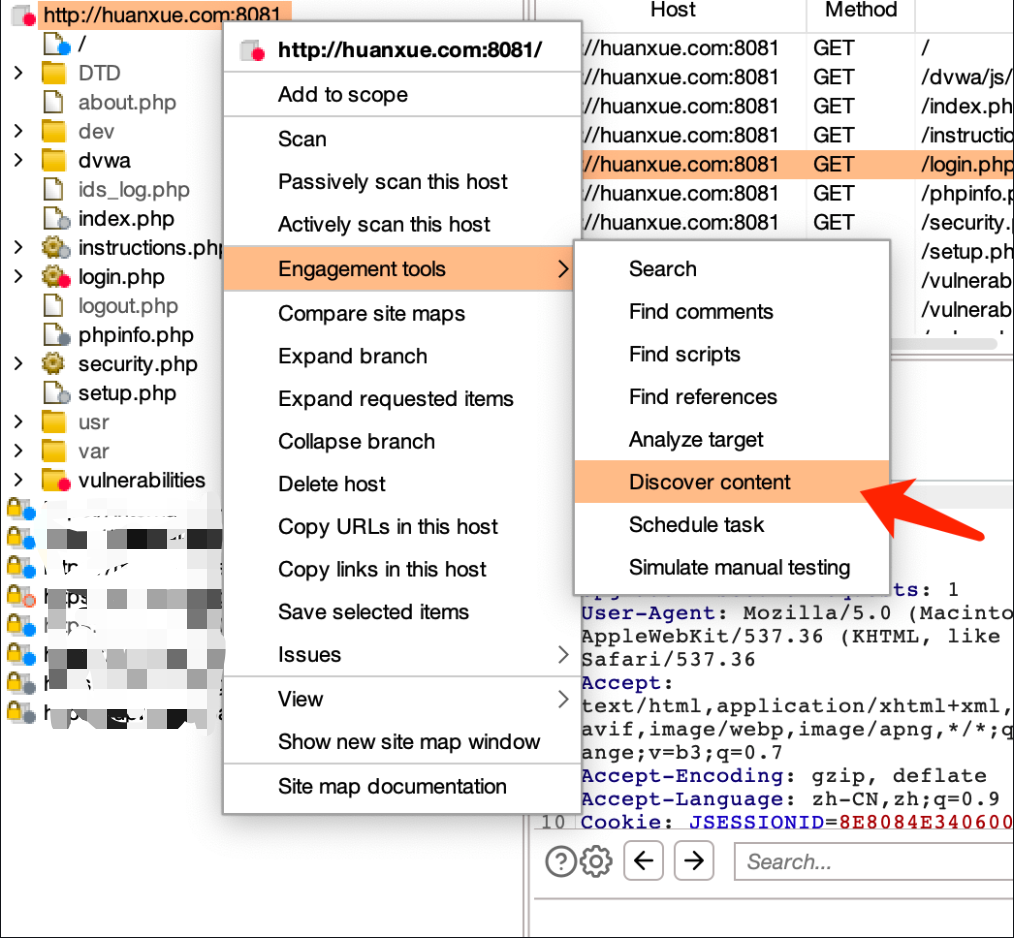 http://huanxue.com:8081
/
DTD
about.php
dev
dvwa
ids_log.php
index.php
instructions.php
login.php
logout.php
phpinfo.php
security.php
setup.php
usr
var
vulnerabilities
http://huanxue.com:8081/
Add to scope
Scan
Passively scan this host
Actively scan this host
Engagement tools
Compare site maps
Expand branch
Expand requested items
Collapse branch
Delete host
Copy URLs in this host
Copy links in this host
Save selected items
Issues
View
Show new site map window
Site map documentation
Search
Find comments
Find scripts
Find references
Analyze target
Discover content
Schedule task
Simulate manual testing
Host Method
://huanxue.com:8081 GET /
://huanxue.com:8081 GET /dvwa/js/
://huanxue.com:8081 GET /index.ph
://huanxue.com:8081 GET /instructio
://huanxue.com:8081 GET /login.php
://huanxue.com:8081 GET /phpinfo.p
://huanxue.com:8081 GET /security.
/setup.ph
/vulnerab
/vulnerab
ts: 1
User-Agent: Mozilla/5.0 (Macinto
AppleWebKit/537.36 (KHTML, like
Safari/537.36
Accept:
text/html,application/xhtml+xml,
avif,image/webp,image/apng,*/*;q
ange;v=b3;q=0.7
Accept-Encoding: gzip, deflate
Accept-Language: zh-CN,zh;q=0.9
10 Cookie: JSESSIONID=8E8084E340600
Search...